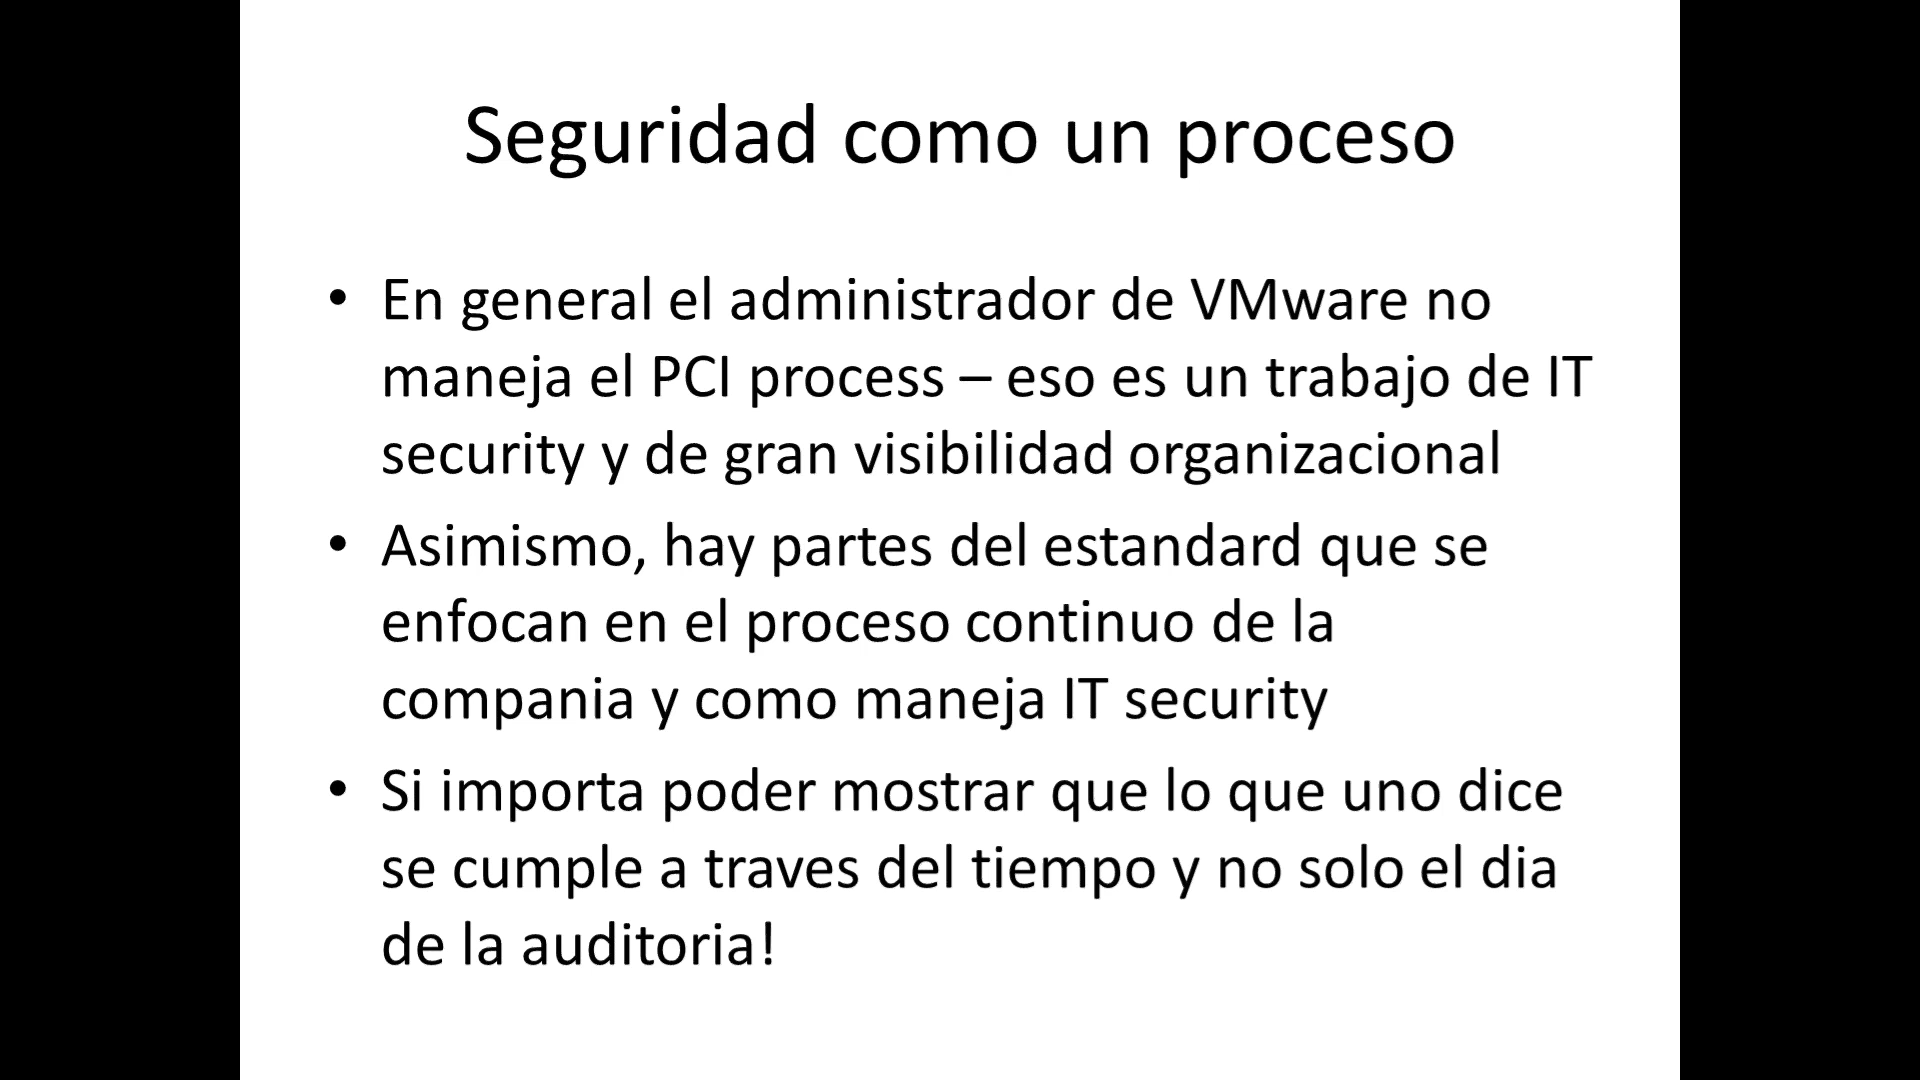 Seguridad como un proceso
• En general el administrador de VMware no
maneja el PCI process – eso es un trabajo de IT
security y de gran visibilidad organizacional
• Asimismo, hay partes del estandard que se
enfocan en el proceso continuo de la
compania y como maneja IT security
• Si importa poder mostrar que lo que uno dice
se cumple a traves del tiempo y no solo el dia
de la auditoria!